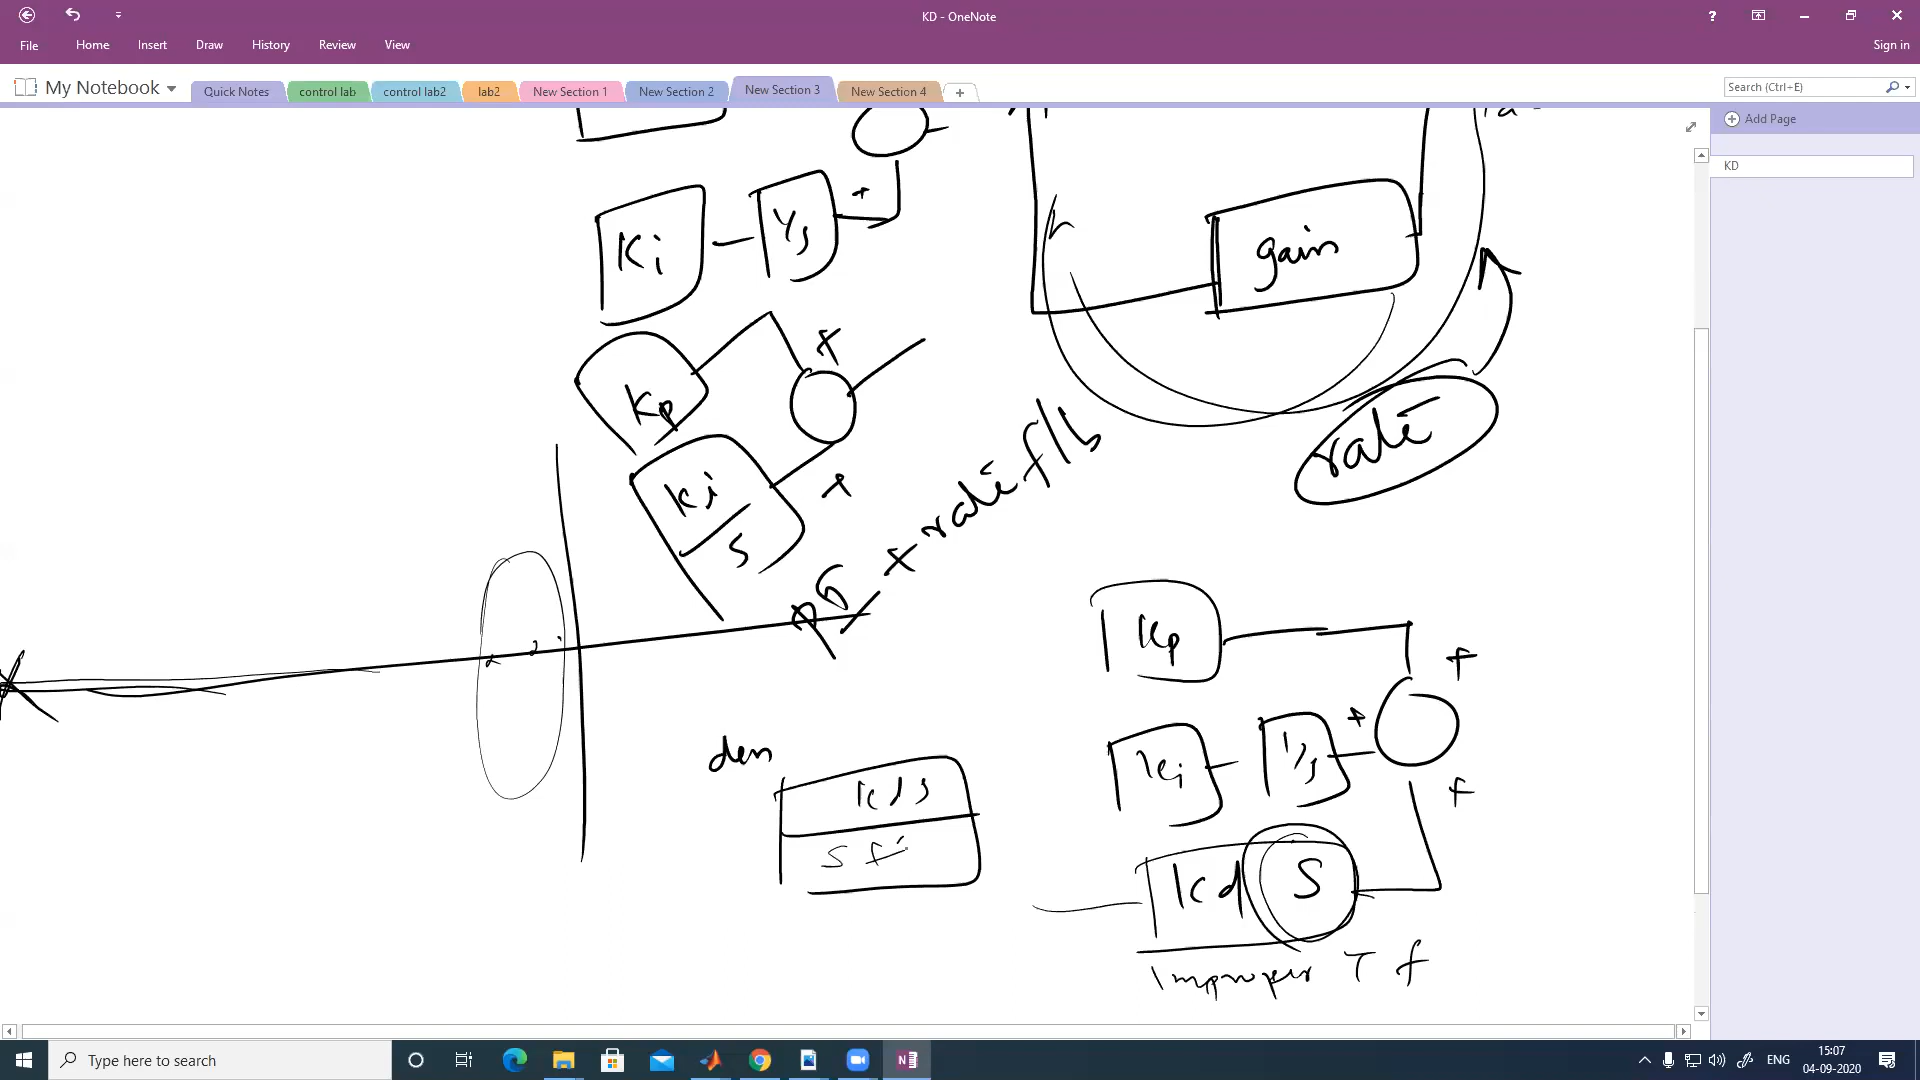 KD - OneNote
File Home Insert Draw History Review View
Sign in
My Notebook
Quick Notes control lab control lab2 lab2 New Section 1 New Section 2 New Section 3 New Section 4
Search (Ctrl+E)
Add Page
KD
Ki 1/s +
gain
Kp +
Ki
S
+
rate
+ rate f/b
Kp +
Ki 1/s +
+
den
kds
Kd S
Improper T f
Type here to search
ENG
15:07
04-09-2020